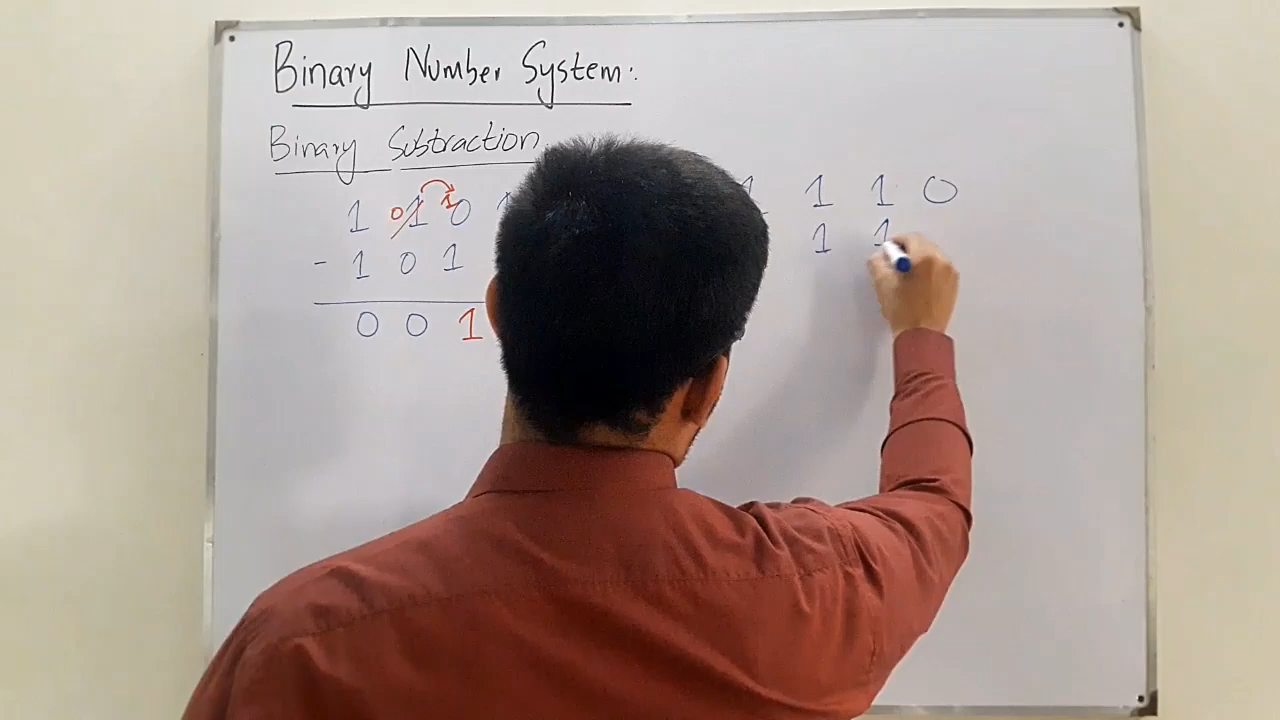 Binary Number System:
Binary Subtraction
1 0 1 1 0
- 1 0 1
0 0 1
1 1 1 0
1 1